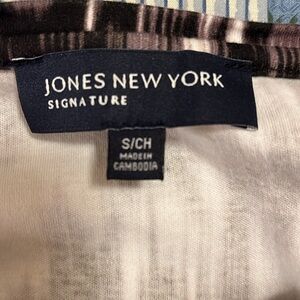 JONES NEW YORK
SIGNATURE
S/CH
MADE IN
CAMBODIA